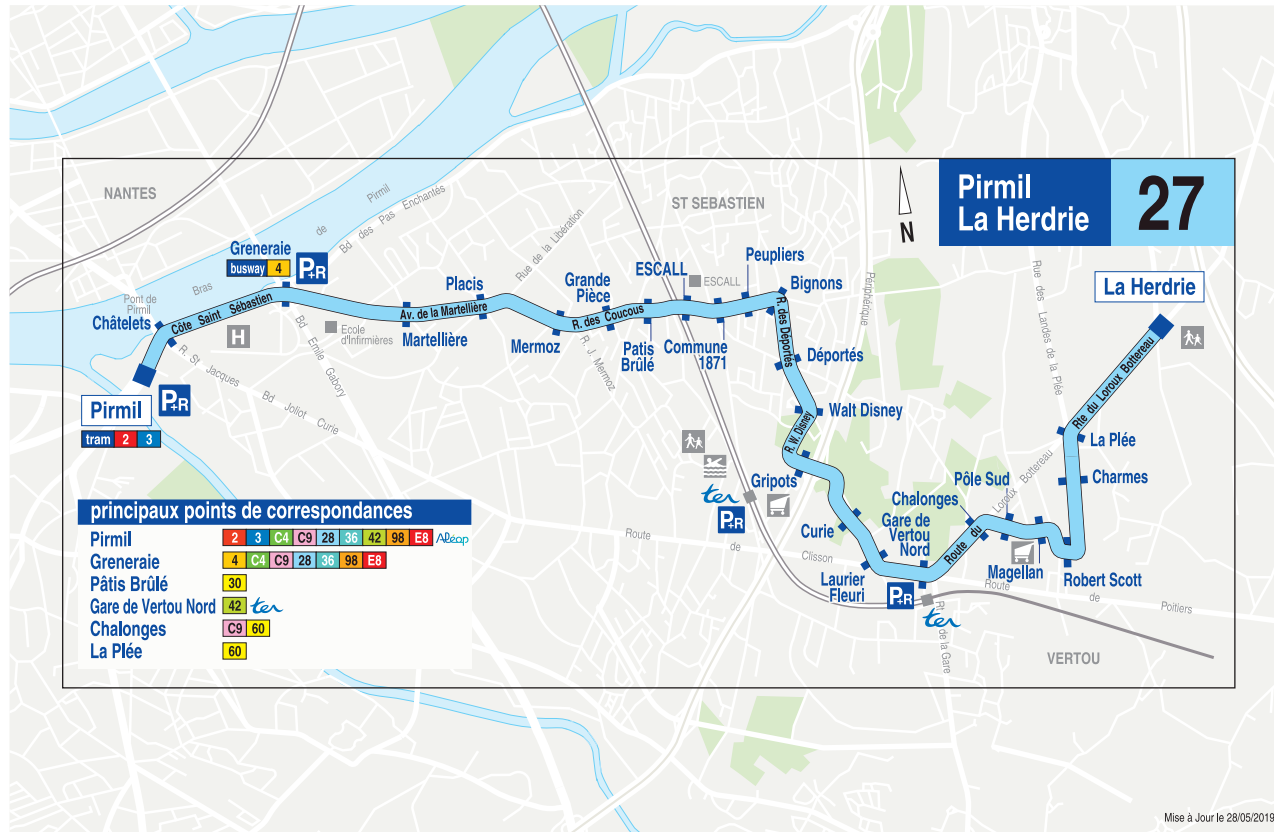 Pirmil
La Herdrie
27
N
NANTES
ST SEBASTIEN
VERTOU
Pirmil
de
Bras
Pont de
Pirmil
Bd des Pas Enchantés
Rue de la Libération
Périphérique
Rue des Landes de la Plée
Greneraie
busway 4
P+R
Châtelets
Côte Saint Sébastien
H
R. St Jacques
Bd Joliot Curie
Bd Emile Gabory
Ecole
d'Infirmières
Pirmil
P+R
tram 2 3
Av. de la Martellière
Martellière
Placis
Mermoz
R. J. Mermoz
Grande
Pièce
R. des Coucous
Patis
Brûlé
ESCALL
ESCALL
Commune
1871
Peupliers
Bignons
R. des Déportés
Déportés
Walt Disney
R. W. Disney
Gripots
ter
P+R
Route
de
Clisson
Curie
Laurier
Fleuri
Gare de
Vertou
Nord
P+R
ter
Rt de la Gare
Chalonges
Route du
Loroux Bottereau
Pôle Sud
Magellan
Robert Scott
Route
de
Poitiers
Charmes
La Plée
Rte du Loroux Bottereau
La Herdrie
principaux points de correspondances
Pirmil 2 3 C4 C9 28 36 42 98 E8 Aléop
Greneraie 4 C4 C9 28 36 98 E8
Pâtis Brûlé 30
Gare de Vertou Nord 42 ter
Chalonges C9 60
La Plée 60
Mise à Jour le 28/05/2019